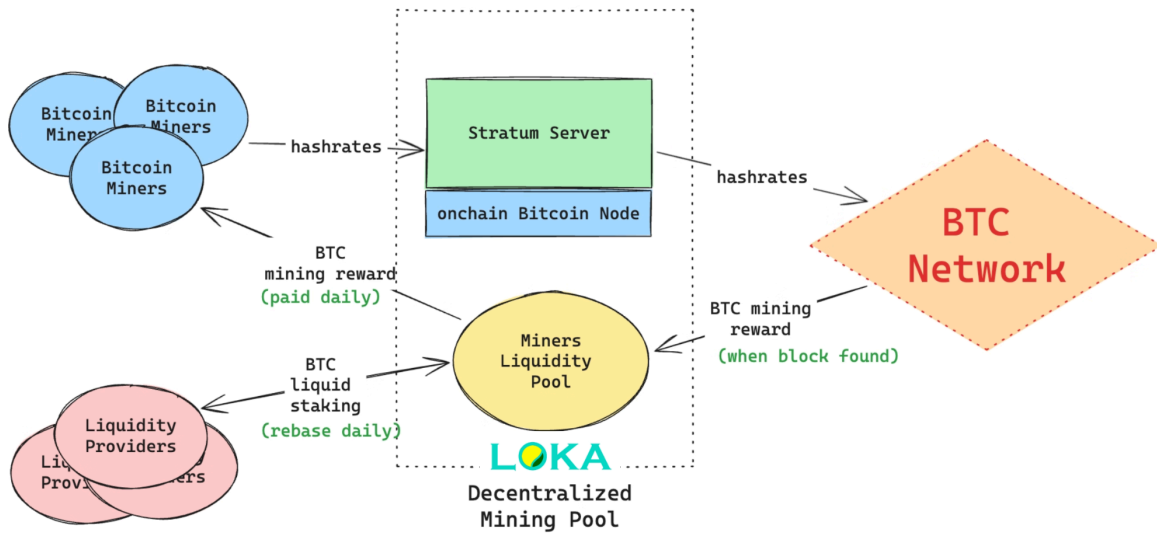 Bitcoin
Miners
Bitcoin
Miners
Bitcoin
Miners
hashrates
Stratum Server
onchain Bitcoin Node
hashrates
BTC
Network
BTC
mining reward
(paid daily)
Miners
Liquidity
Pool
BTC mining
reward
(when block found)
BTC
liquid
staking
(rebase daily)
Liquidity
Providers
LOKA
Decentralized
Mining Pool